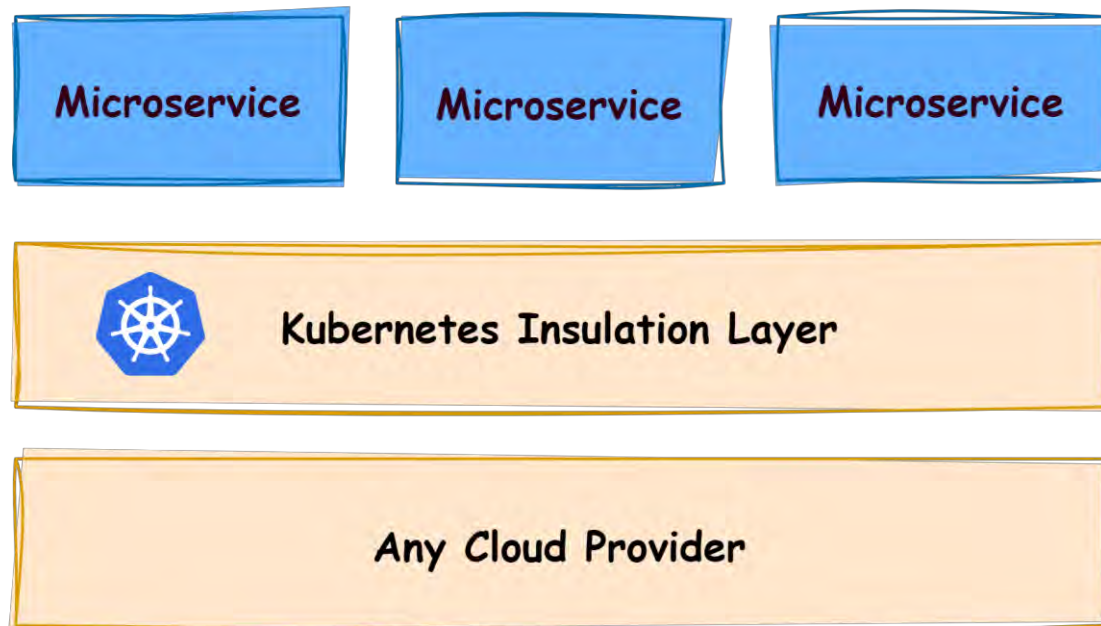 Microservice
Microservice
Microservice
Kubernetes Insulation Layer
Any Cloud Provider